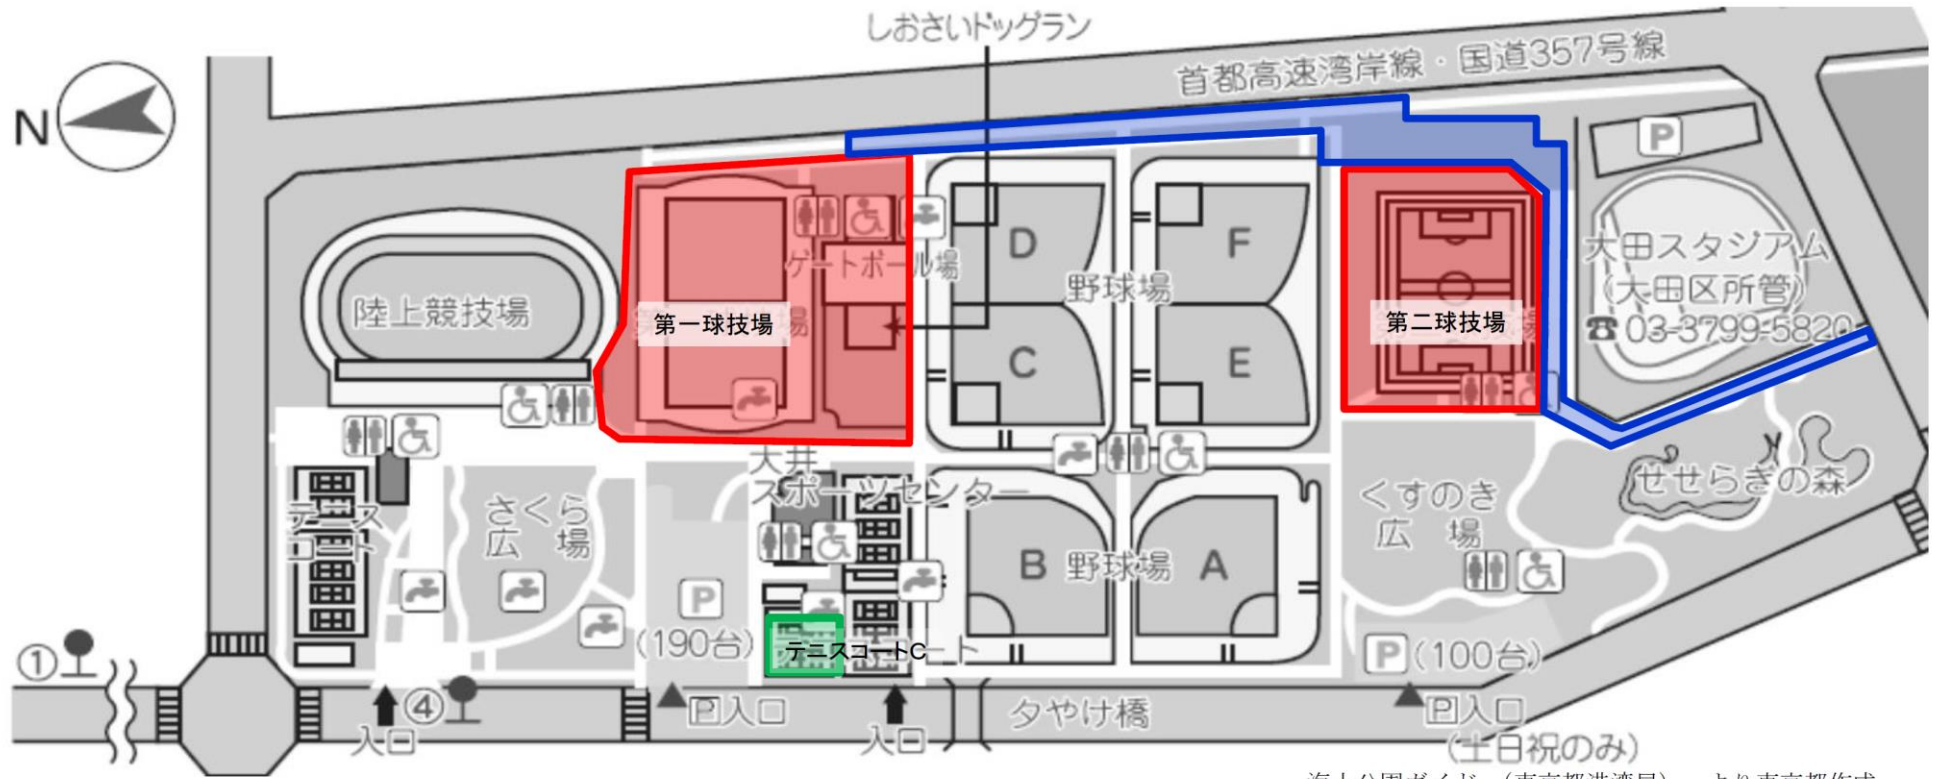 しおさいドッグラン
首都高速湾岸線・国道357号線
N
P
大田スタジアム
(大田区所管)
☎03-3799-5820
陸上競技場
第一球技場
ゲートボール場
D
F
野球場
C
E
第二球技場
大井
スポーツセンター
テニス
コート
さくら
広 場
P
(190台)
テニスコートC
B
野球場
A
くすのき
広 場
せせらぎの森
P
(100台)
①
④
入口
P入口
入口
夕やけ橋
P入口
(土日祝のみ)